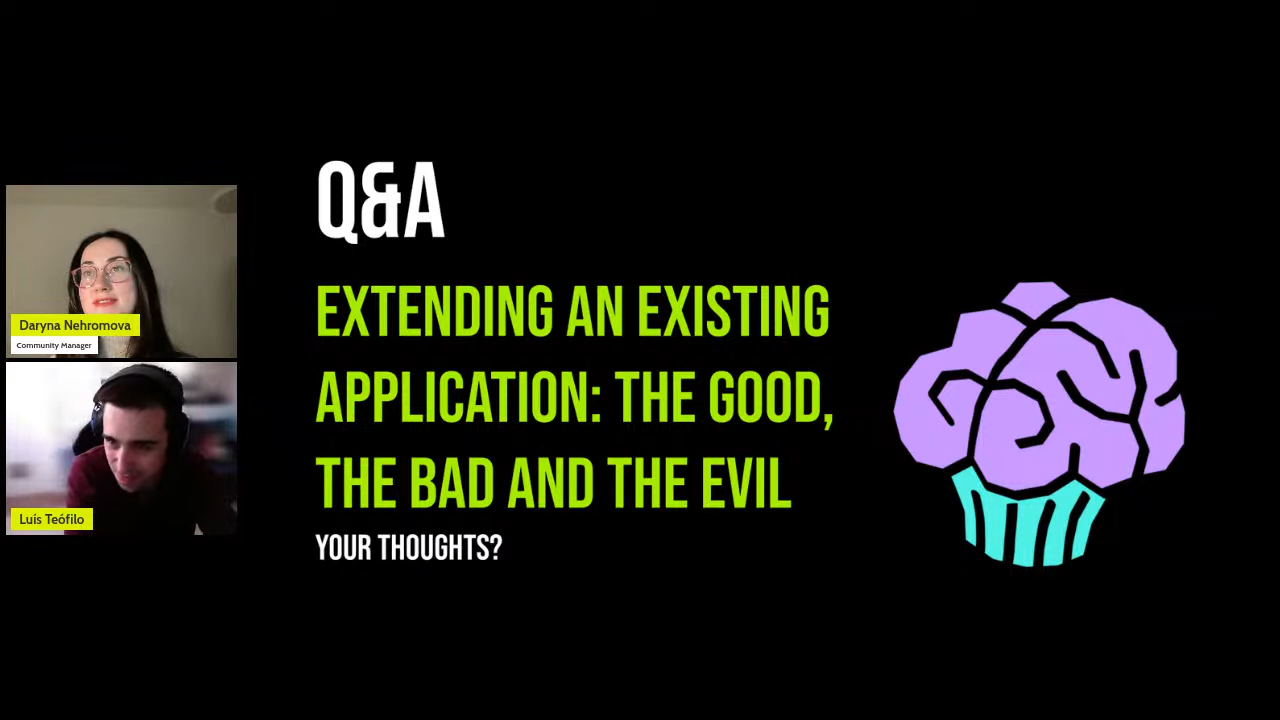 Q&A
EXTENDING AN EXISTING
APPLICATION: THE GOOD,
THE BAD AND THE EVIL
YOUR THOUGHTS?
Daryna Nehromova
Community Manager
Luís Teófilo